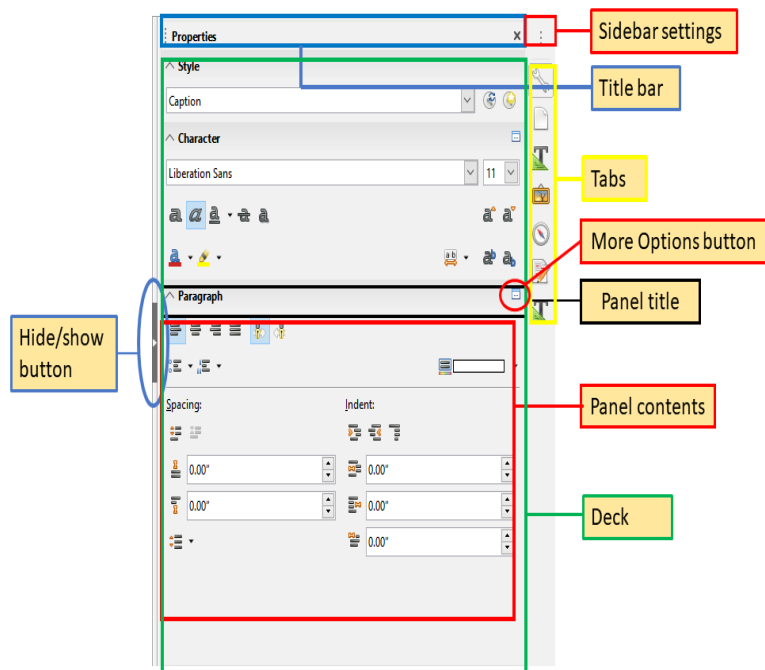 Properties
x
Sidebar settings
Style
Title bar
Caption
Character
Liberation Sans
11
Tabs
a a a a a a a
a ab a a
More Options button
Paragraph
Panel title
Hide/show
button
Spacing:
Indent:
Panel contents
0.00"
0.00"
0.00"
0.00"
Deck
0.00"